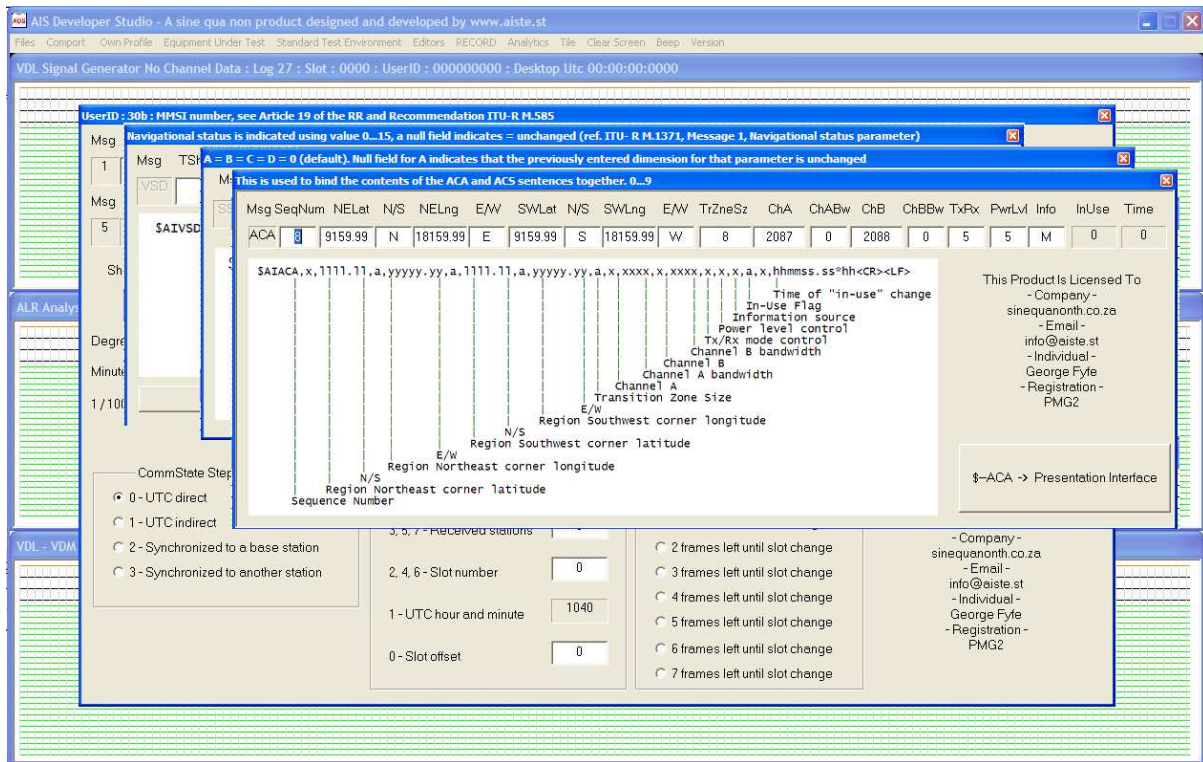 AIS Developer Studio - A sine qua non product designed and developed by www.aiste.st
Files Comport Own Profile Equipment Under Test Standard Test Environment Editors RECORD Analytics Tile Clear Screen Beep Version
VDL Signal Generator No Channel Data : Log 27 : Slot : 0000 : UserID : 000000000 : Desktop Utc 00:00:00:0000
UserID : 30b : MMSI number, see Article 19 of the RR and Recommendation ITU-R M.585
Navigational status is indicated using value 0...15, a null field indicates = unchanged (ref. ITU- R M.1371, Message 1, Navigational status parameter)
A = B = C = D = 0 (default). Null field for A indicates that the previously entered dimension for that parameter is unchanged
This is used to bind the contents of the ACA and ACS sentences together. 0...9
Msg
1
Msg
5
Msg
VSD
$AIVSD
Msg SeqNum NELat N/S NELng E/W SWLat N/S SWLng E/W TrZneSz ChA ChABw ChB ChBBw TxRx PwrLvl Info InUse Time
ACA 8 9159.99 N 18159.99 E 9159.99 S 18159.99 W 8 2087 0 2088 0 5 5 M 0 0
$AIACA,x,llll.ll,a,yyyyy.yy,a,llll.ll,a,yyyyy.yy,a,x,xxxx,x,xxxx,x,x,x,a,x,hhmmss.ss*hh<CR><LF>
Time of "in-use" change
In-Use Flag
Information source
Power level control
Tx/Rx mode control
Channel B bandwidth
Channel B
Channel A bandwidth
Channel A
Transition Zone Size
E/W
Region Southwest corner longitude
N/S
Region Southwest corner latitude
E/W
Region Northeast corner longitude
N/S
Region Northeast corner latitude
Sequence Number
This Product Is Licensed To
- Company -
sinequanonth.co.za
- Email -
info@aiste.st
- Individual -
George Fyfe
- Registration -
PMG2
$--ACA -> Presentation Interface
ALR Analys
1/100
CommState Step
0 - UTC direct
1 - UTC indirect
2 - Synchronized to a base station
3 - Synchronized to another station
VDL - VDM
3, 5, 7 - Received stations
2, 4, 6 - Slot number 0
1 - UTC hour and minute 1040
0 - Slot offset 0
2 frames left until slot change
3 frames left until slot change
4 frames left until slot change
5 frames left until slot change
6 frames left until slot change
7 frames left until slot change
- Company -
sinequanonth.co.za
- Email -
info@aiste.st
- Individual -
George Fyfe
- Registration -
PMG2